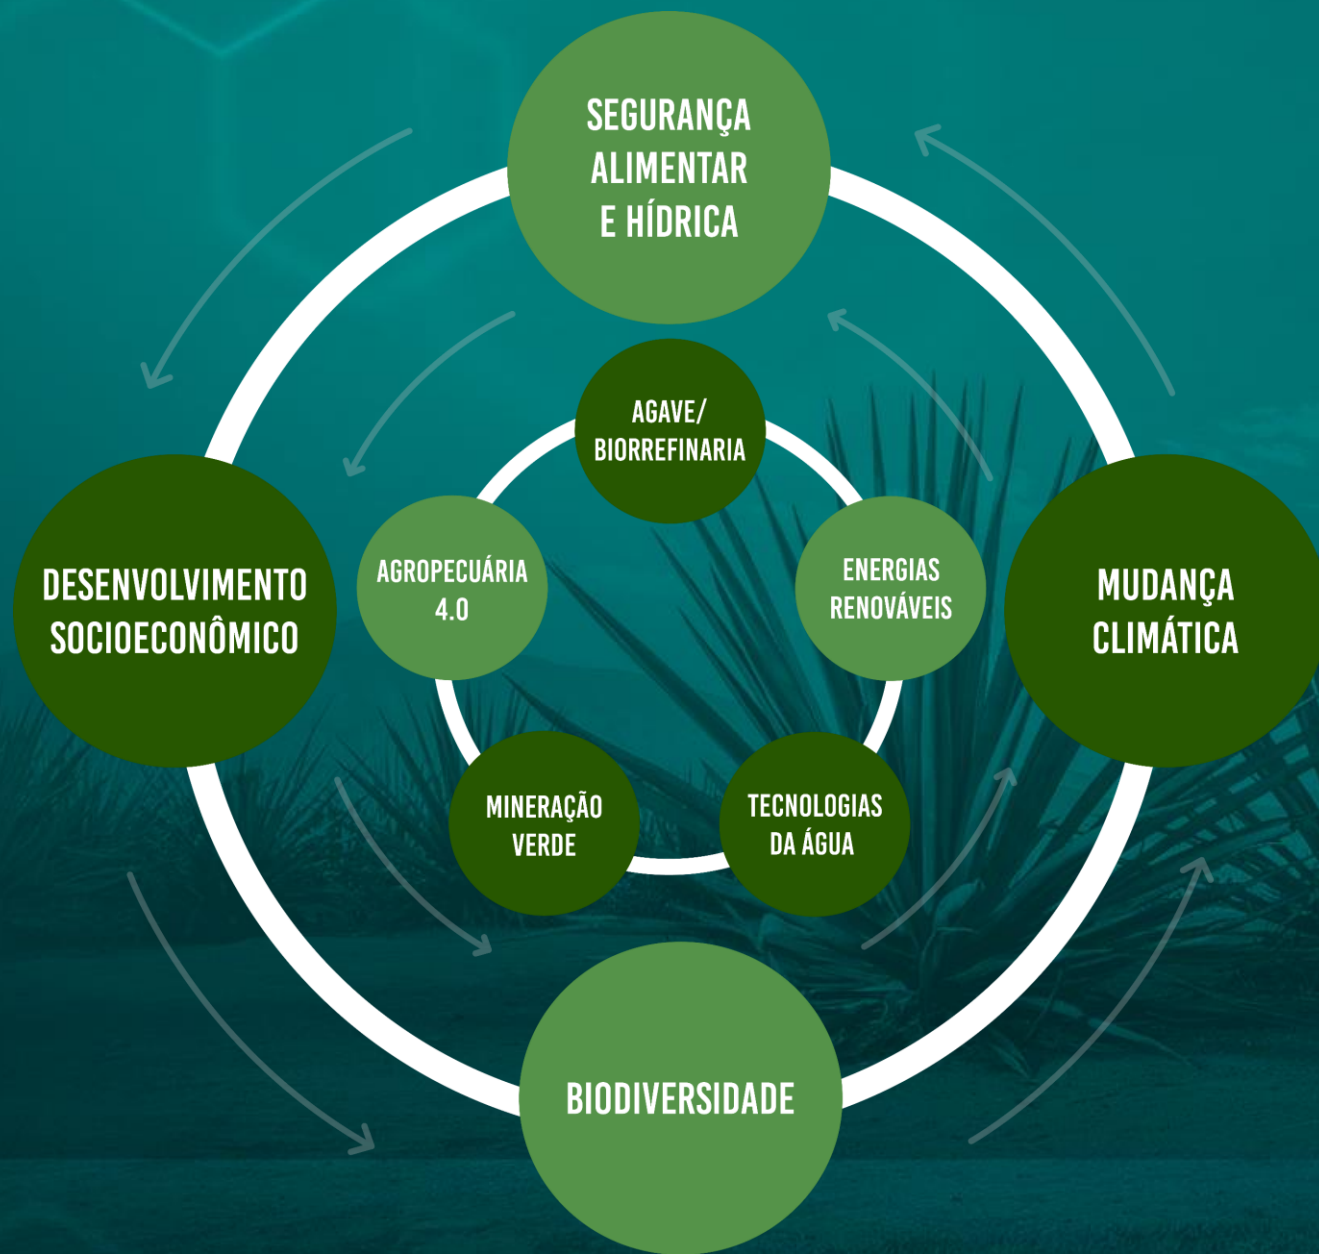 SEGURANÇA
ALIMENTAR
E HÍDRICA
AGAVE/
BIORREFINARIA
AGROPECUÁRIA
4.0
ENERGIAS
RENOVÁVEIS
DESENVOLVIMENTO
SOCIOECONÔMICO
MUDANÇA
CLIMÁTICA
MINERAÇÃO
VERDE
TECNOLOGIAS
DA ÁGUA
BIODIVERSIDADE